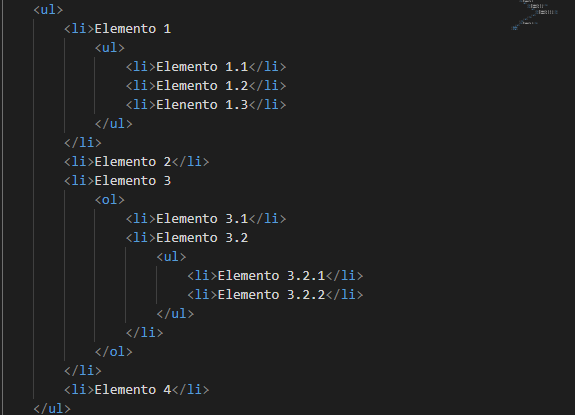 <ul>
<li>Elemento 1
<ul>
<li>Elemento 1.1</li>
<li>Elemento 1.2</li>
<li>Elenento 1.3</li>
</ul>
</li>
<li>Elemento 2</li>
<li>Elemento 3
<ol>
<li>Elemento 3.1</li>
<li>Elemento 3.2
<ul>
<li>Elemento 3.2.1</li>
<li>Elemento 3.2.2</li>
</ul>
</li>
</ol>
</li>
<li>Elemento 4</li>
</ul>